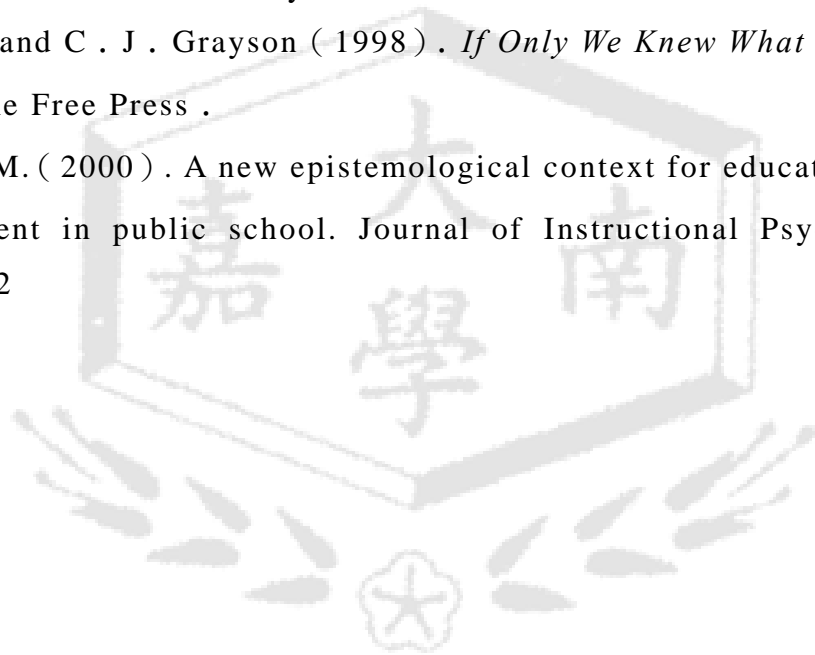 and C . J . Grayson ( 1998 ) . If Only We Knew What
e Free Press .
M. ( 2000 ) . A new epistemological context for educat
ent in public school. Journal of Instructional Psy
2
大
嘉 南
學